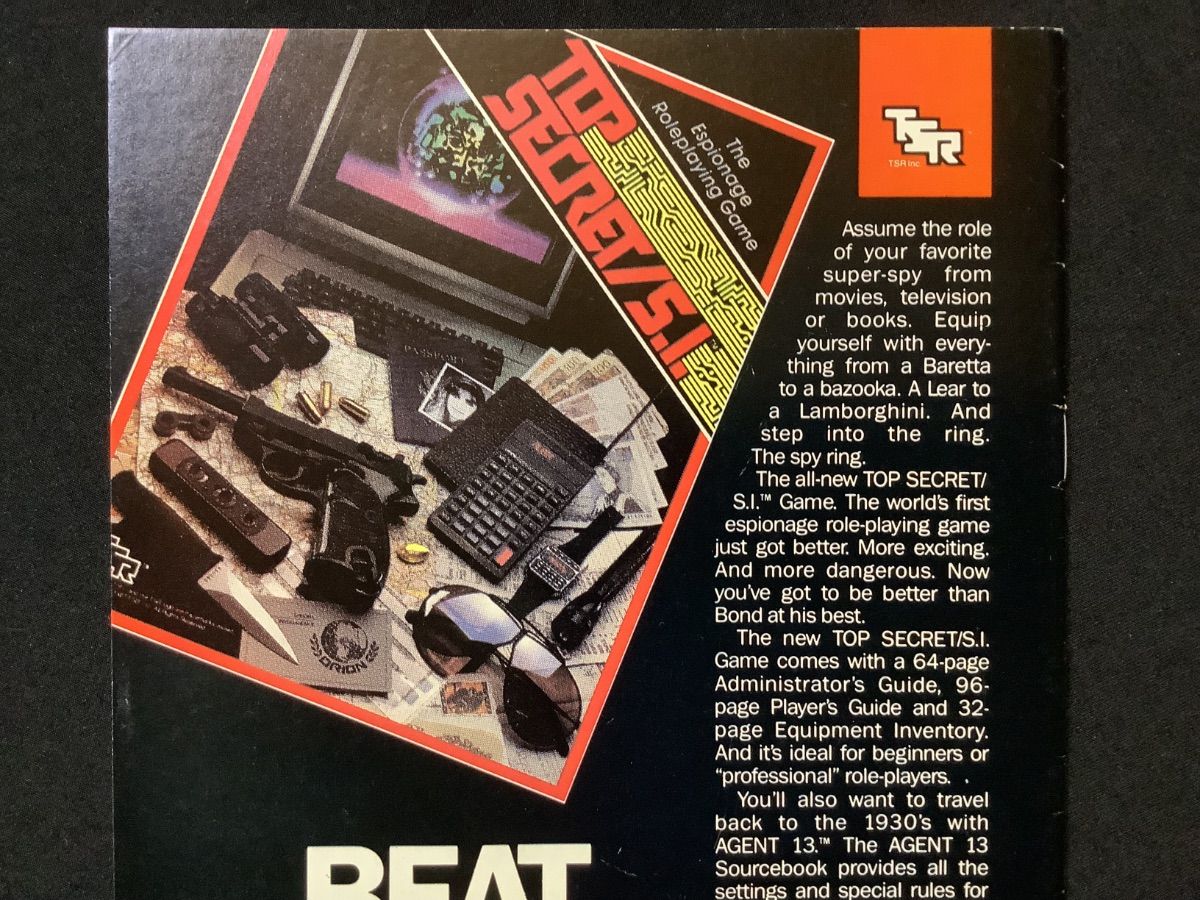 TOP
SECRET/S.I.™
The
Espionage
Roleplaying Game
PASSPORT
ORION
TSR
TSR Inc.
Assume the role
of your favorite
super-spy from
movies, television
or books. Equip
yourself with every-
thing from a Baretta
to a bazooka. A Lear to
a Lamborghini. And
step into the ring.
The spy ring.
The all-new TOP SECRET/
S.I.™ Game. The world's first
espionage role-playing game
just got better. More exciting.
And more dangerous. Now
you've got to be better than
Bond at his best.
The new TOP SECRET/S.I.
Game comes with a 64-page
Administrator's Guide, 96-
page Player's Guide and 32-
page Equipment Inventory.
And it's ideal for beginners or
“professional” role-players.
You'll also want to travel
back to the 1930's with
AGENT 13.™ The AGENT 13
Sourcebook provides all the
settings and special rules for
BEAT